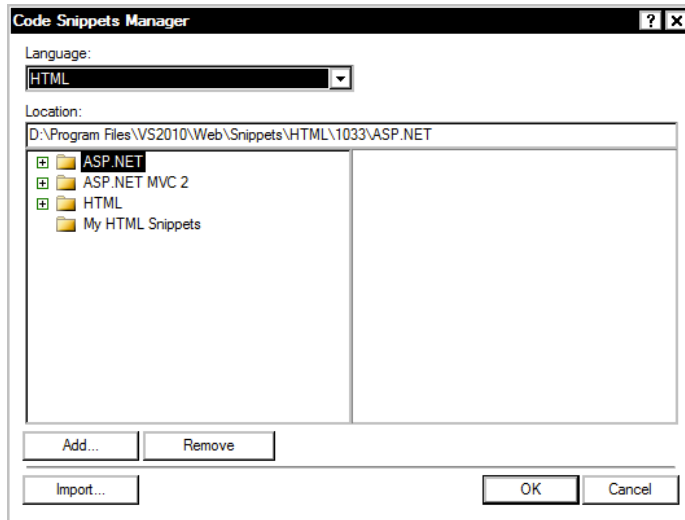 Code Snippets Manager
Language:
HTML
Location:
D:\Program Files\VS2010\Web\Snippets\HTML\1033\ASP.NET
ASP.NET
ASP.NET MVC 2
HTML
My HTML Snippets
Add... Remove
Import... OK Cancel